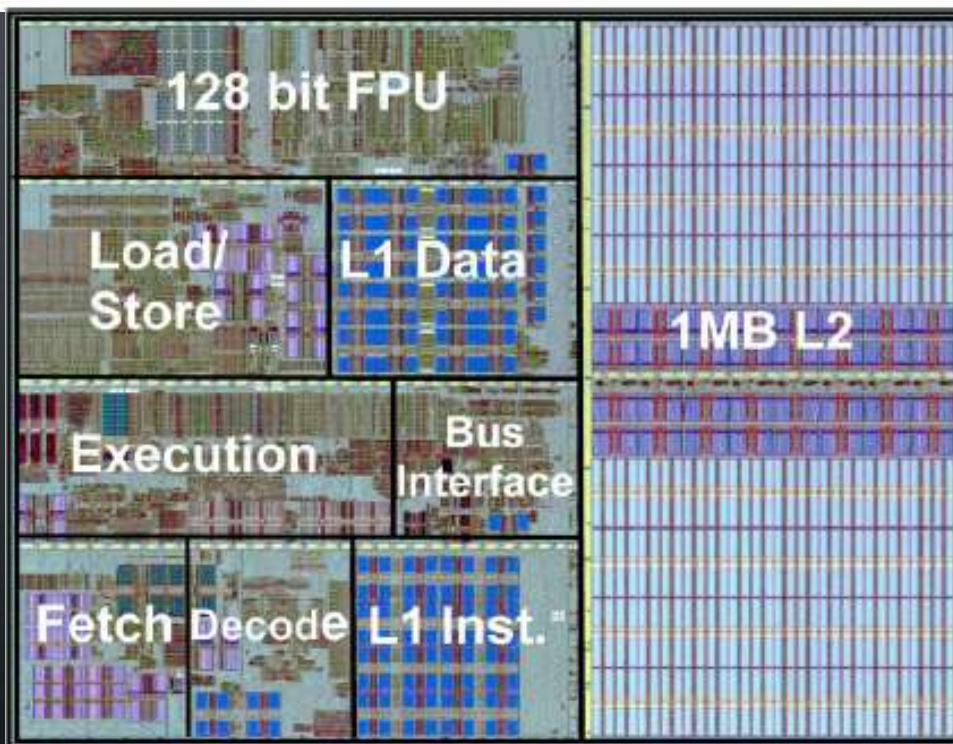 128 bit FPU
Load/
Store
L1 Data
1MB L2
Execution
Bus
Interface
Fetch
Decode
L1 Inst.